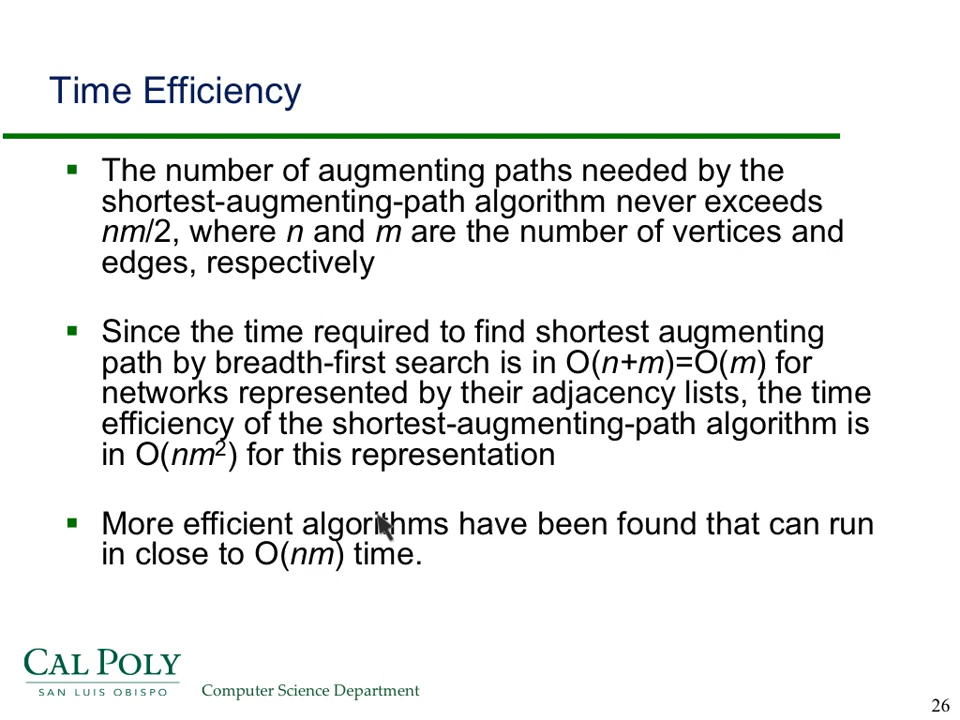 Time Efficiency
▪ The number of augmenting paths needed by the
shortest-augmenting-path algorithm never exceeds
nm/2, where n and m are the number of vertices and
edges, respectively
▪ Since the time required to find shortest augmenting
path by breadth-first search is in O(n+m)=O(m) for
networks represented by their adjacency lists, the time
efficiency of the shortest-augmenting-path algorithm is
in O(nm²) for this representation
▪ More efficient algorithms have been found that can run
in close to O(nm) time.
CAL POLY
SAN LUIS OBISPO
Computer Science Department
26